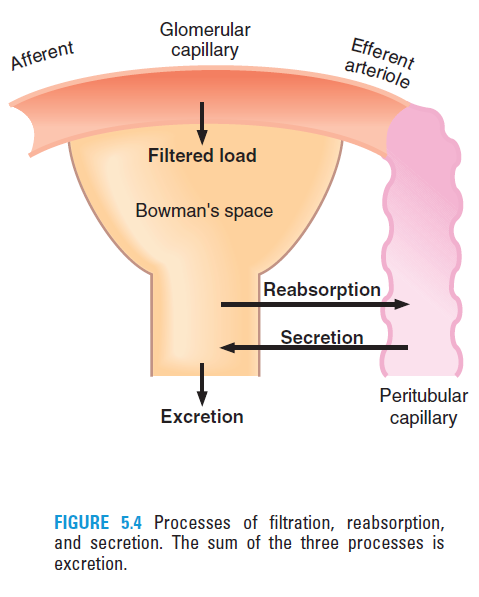 Afferent
Glomerular
capillary
Efferent
arteriole
Filtered load
Bowman's space
Reabsorption
Secretion
Excretion
Peritubular
capillary
FIGURE 5.4 Processes of filtration, reabsorption,
and secretion. The sum of the three processes is
excretion.